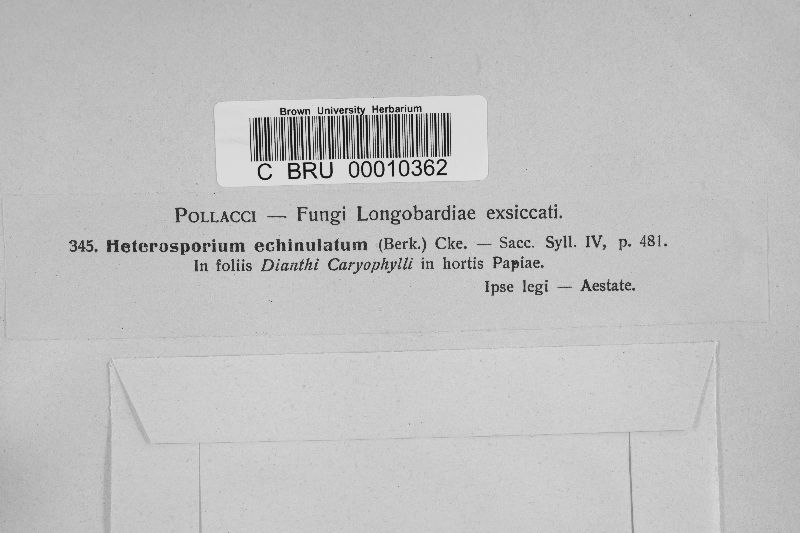 Brown University Herbarium
C BRU 00010362
POLLACCI — Fungi Longobardiae exsiccati.
345. Heterosporium echinulatum (Berk.) Cke. — Sacc. Syll. IV, p. 481.
In foliis Dianthi Caryophylli in hortis Papiae.
Ipse legi — Aestate.